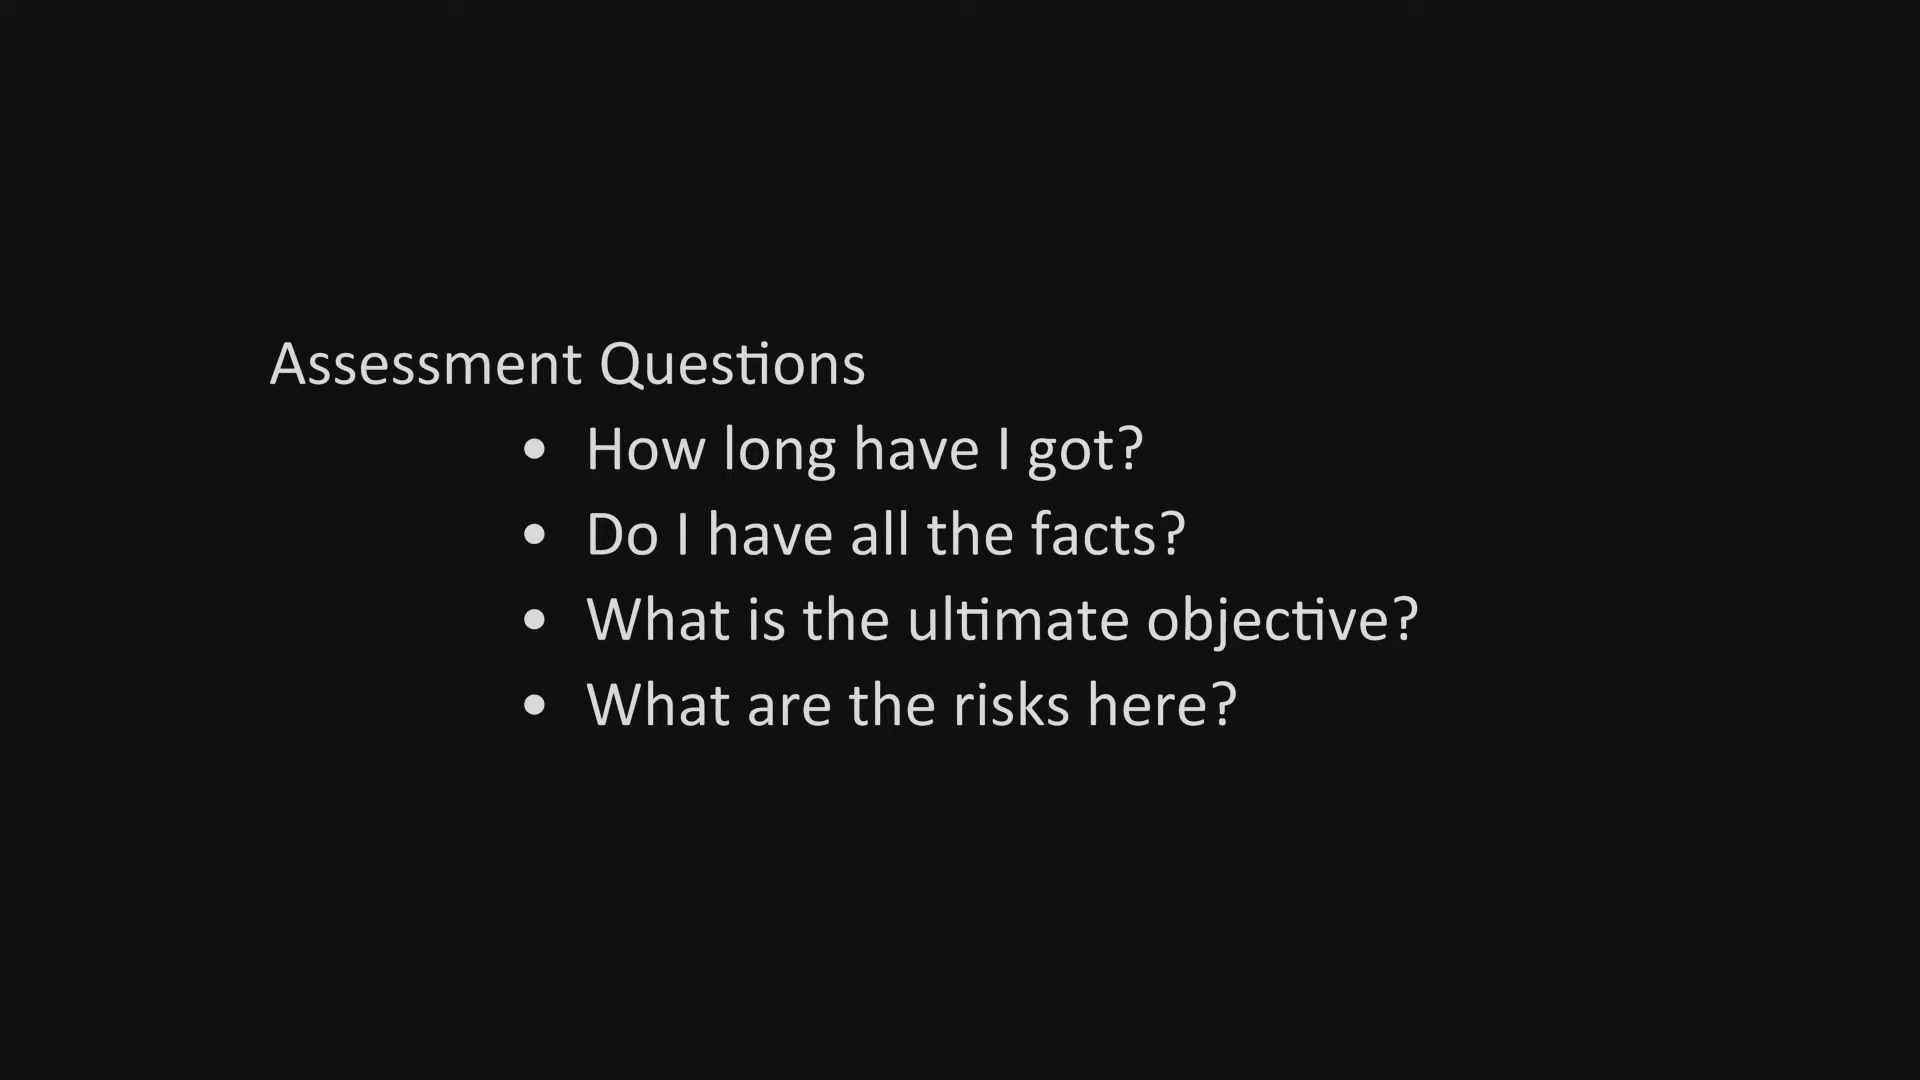 Assessment Questions
• How long have I got?
• Do I have all the facts?
• What is the ultimate objective?
• What are the risks here?